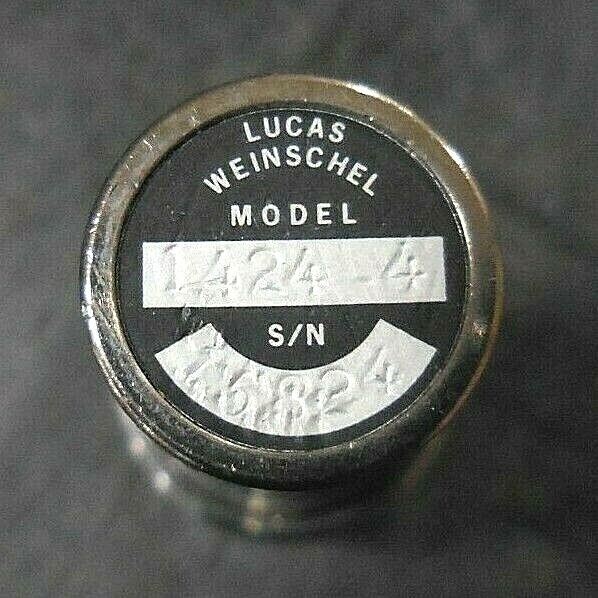 LUCAS
WEINSCHEL
MODEL
1424-4
S/N